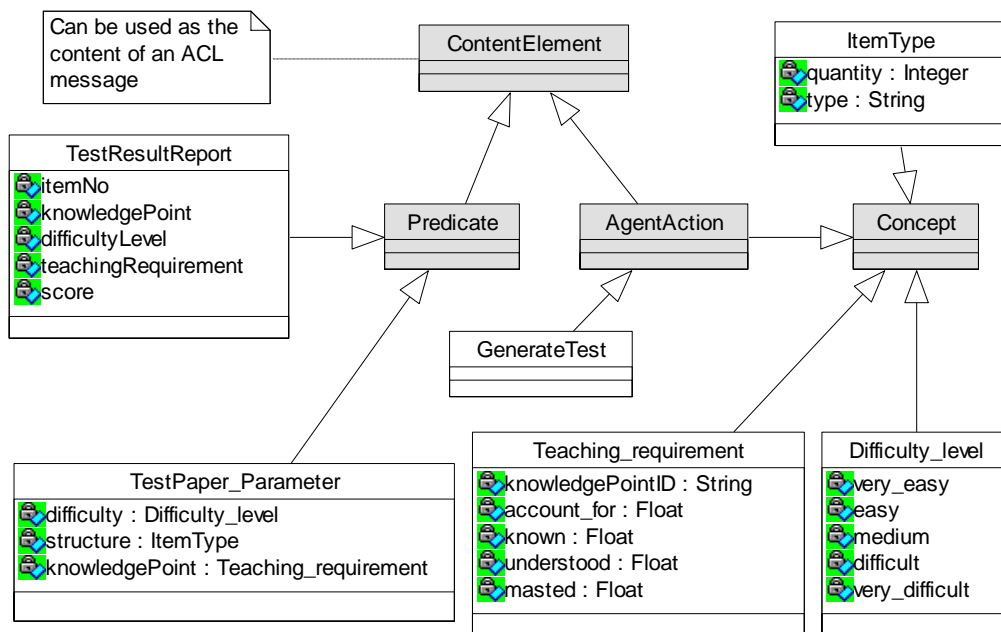 Can be used as the
content of an ACL
message
ContentElement
ItemType
quantity : Integer
type : String
TestResultReport
itemNo
knowledgePoint
difficultyLevel
teachingRequirement
score
Predicate
AgentAction
Concept
GenerateTest
TestPaper_Parameter
difficulty : Difficulty_level
structure : ItemType
knowledgePoint : Teaching_requirement
Teaching_requirement
knowledgePointID : String
account_for : Float
known : Float
understood : Float
masted : Float
Difficulty_level
very_easy
easy
medium
difficult
very_difficult